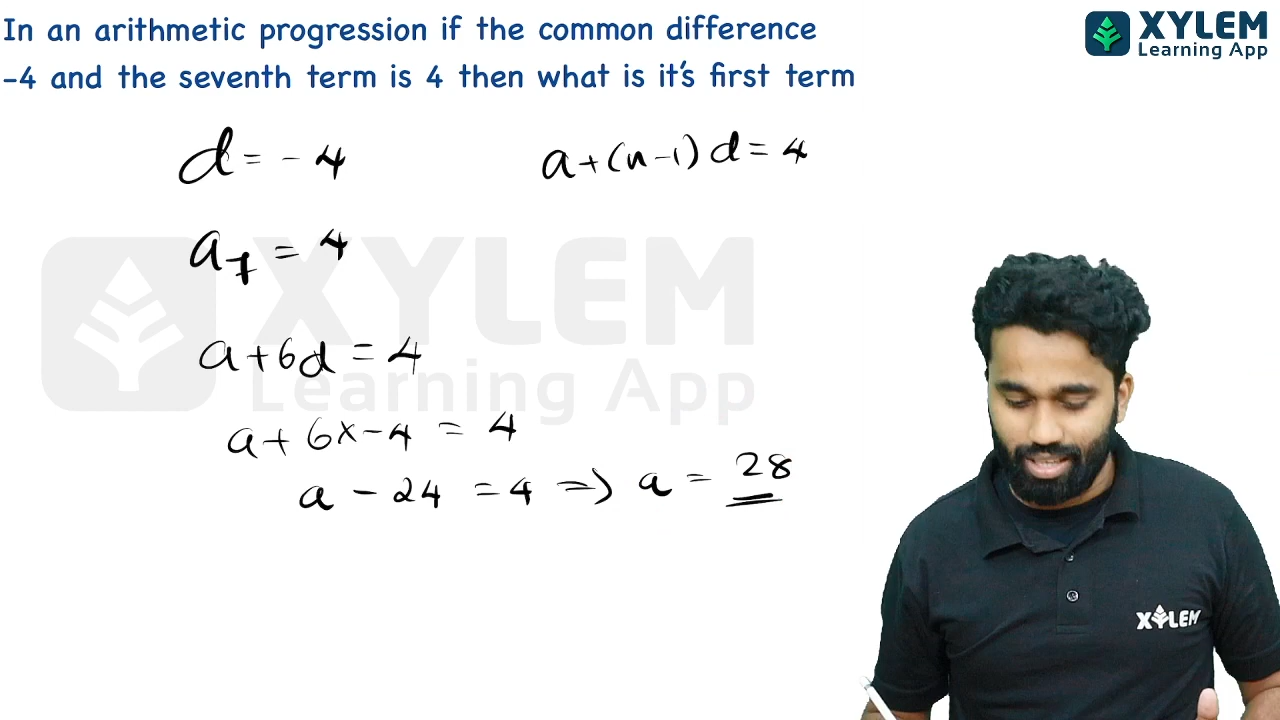 In an arithmetic progression if the common difference
-4 and the seventh term is 4 then what is it's first term
XYLEM
Learning App
d = - 4
a + (n - 1) d = 4
a7 = 4
XYLEM
Learning App
a + 6d = 4
a + 6 x - 4 = 4
a - 24 = 4 => a = 28
XYLEM